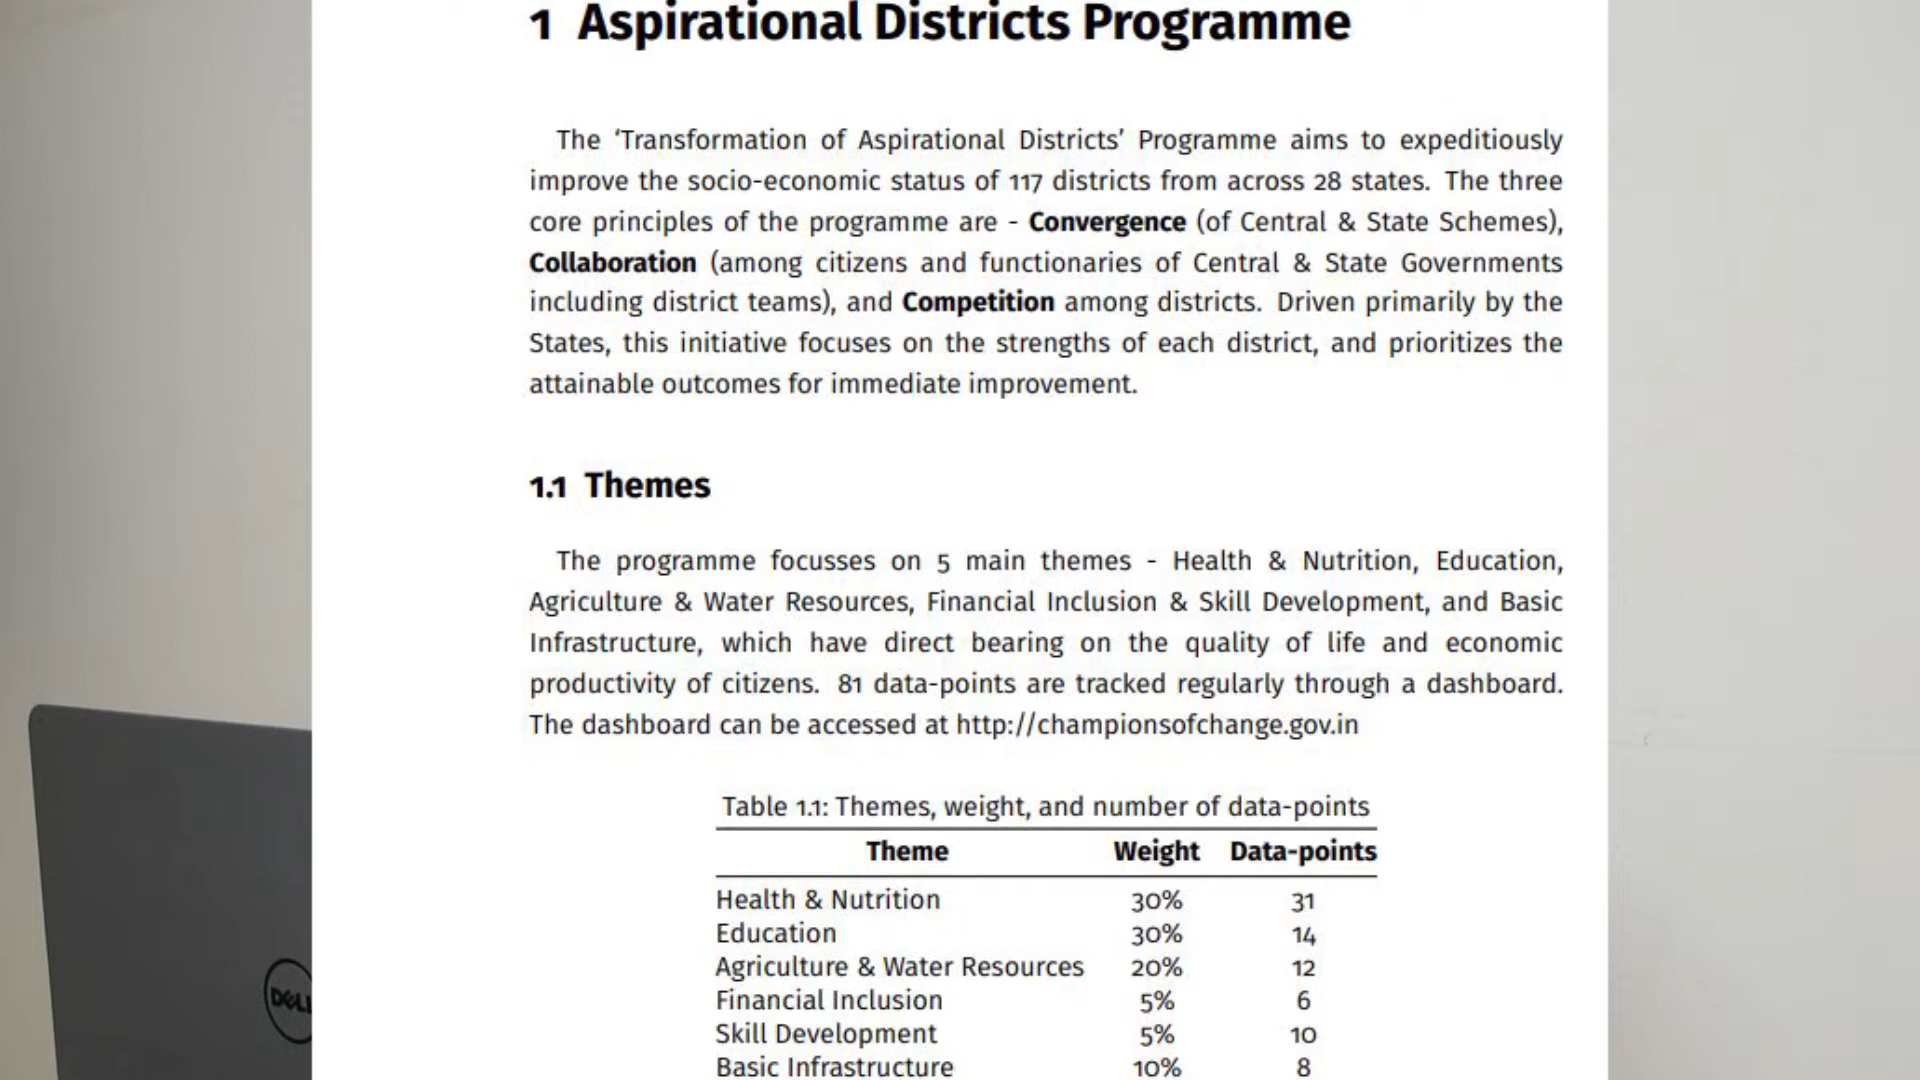 1 Aspirational Districts Programme
The ‘Transformation of Aspirational Districts’ Programme aims to expeditiously
improve the socio-economic status of 117 districts from across 28 states. The three
core principles of the programme are - Convergence (of Central & State Schemes),
Collaboration (among citizens and functionaries of Central & State Governments
including district teams), and Competition among districts. Driven primarily by the
States, this initiative focuses on the strengths of each district, and prioritizes the
attainable outcomes for immediate improvement.
1.1 Themes
The programme focusses on 5 main themes - Health & Nutrition, Education,
Agriculture & Water Resources, Financial Inclusion & Skill Development, and Basic
Infrastructure, which have direct bearing on the quality of life and economic
productivity of citizens. 81 data-points are tracked regularly through a dashboard.
The dashboard can be accessed at http://championsofchange.gov.in
Table 1.1: Themes, weight, and number of data-points
Theme Weight Data-points
Health & Nutrition 30% 31
Education 30% 14
Agriculture & Water Resources 20% 12
Financial Inclusion 5% 6
Skill Development 5% 10
Basic Infrastructure 10% 8
DELL